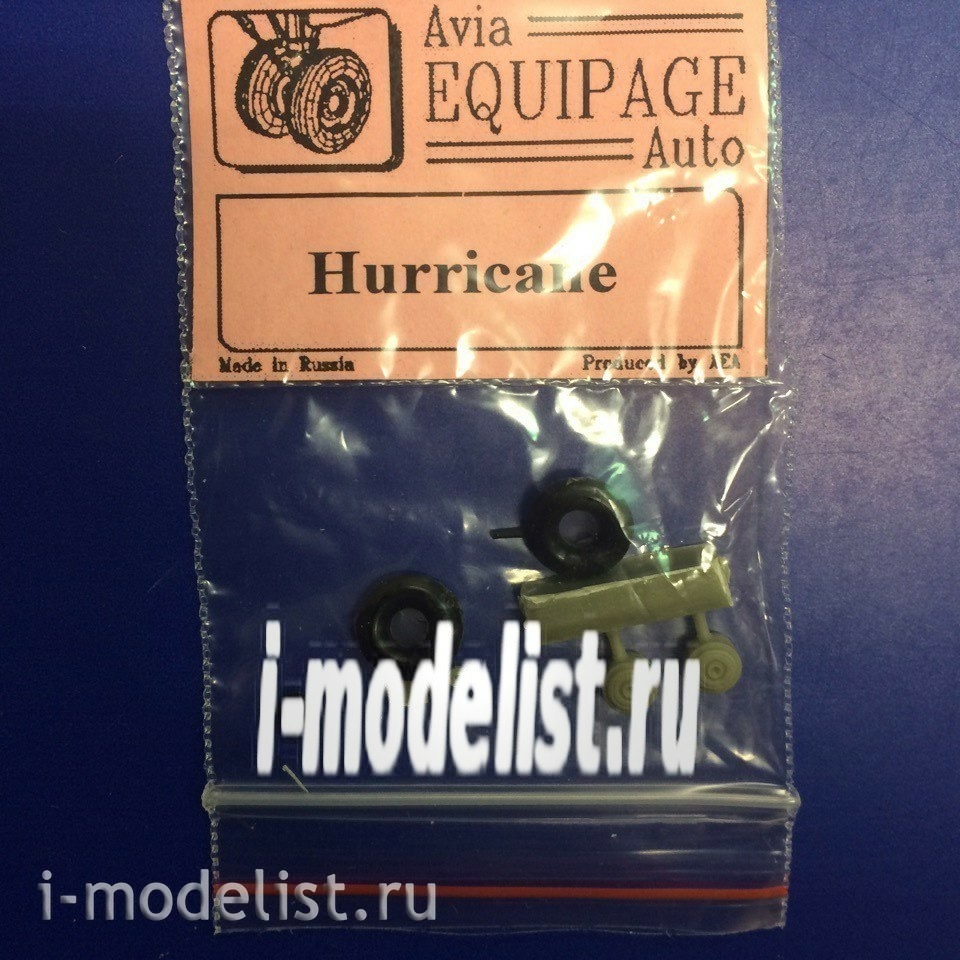 Avia
EQUIPAGE
Auto
Hurricane
Made in Russia
Produced by AEA
i-modelist.ru
i-modelist.ru